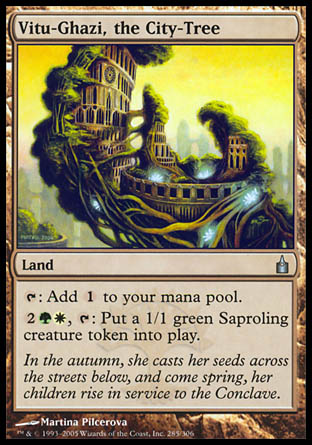 Vitu-Ghazi, the City-Tree
Land
: Add 1 to your mana pool.
2, : Put a 1/1 green Saproling
creature token into play.
In the autumn, she casts her seeds across
the streets below, and come spring, her
children rise in service to the Conclave.
Martina Pilcerova
™ & © 1993-2005 Wizards of the Coast, Inc. 285/306